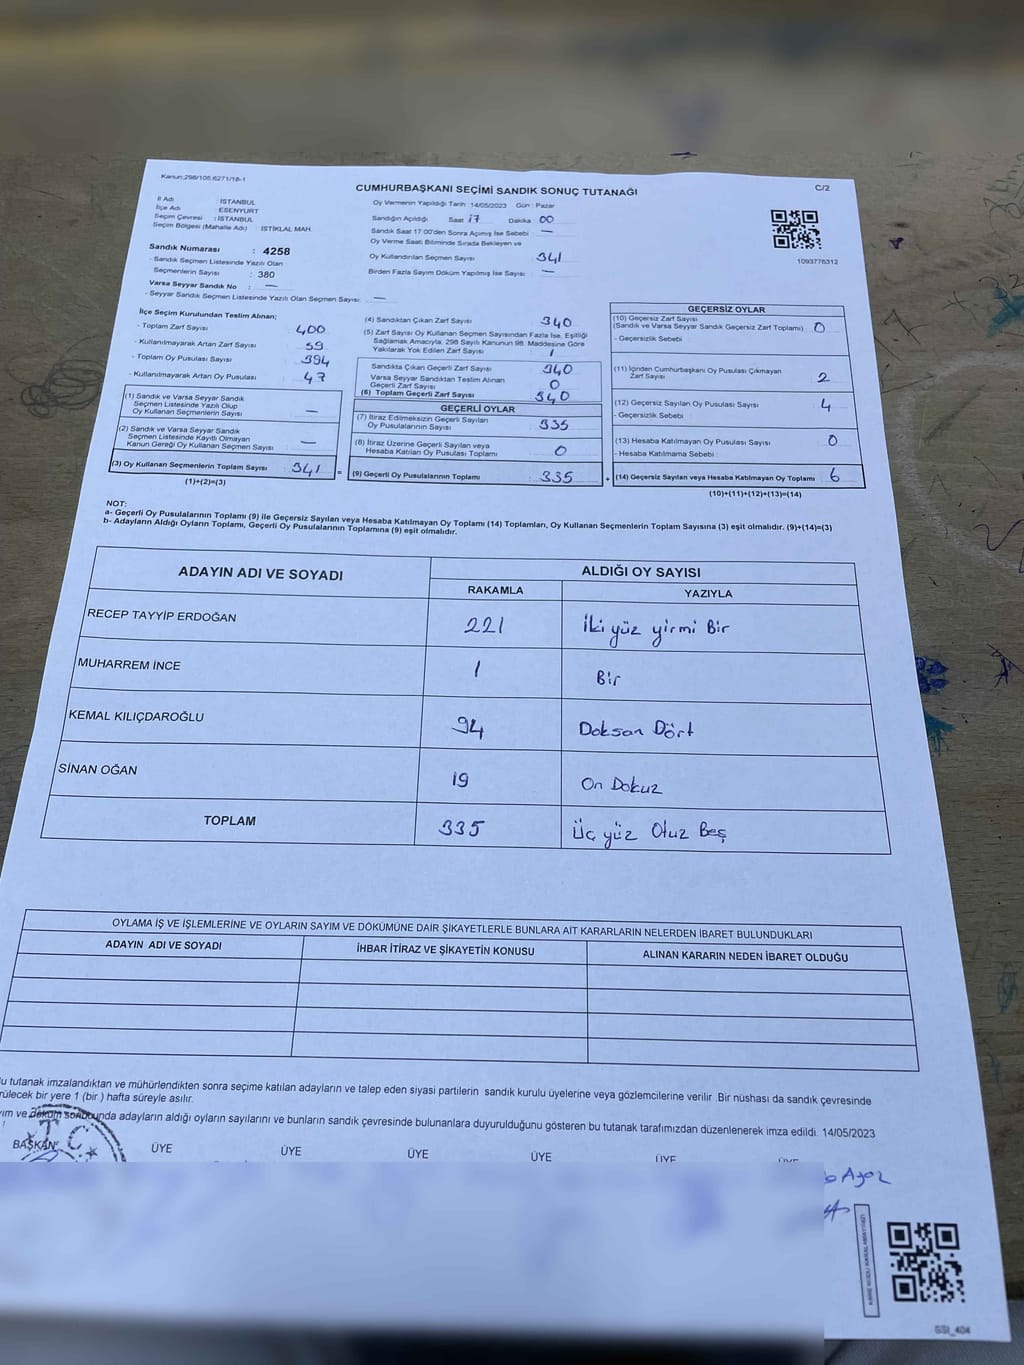 Kanun:298/105,6271/18-1
CUMHURBAŞKANI SEÇİMİ SANDIK SONUÇ TUTANAĞI
C/2
İl Adı : İSTANBUL
İlçe Adı : ESENYURT
Seçim Çevresi : İSTANBUL
Seçim Bölgesi (Mahalle Adı) : İSTİKLAL MAH.
Sandık Numarası : 4258
- Sandık Seçmen Listesinde Yazılı Olan
Seçmenlerin Sayısı : 380
Varsa Seyyar Sandık No : —
- Seyyar Sandık Seçmen Listesinde Yazılı Olan Seçmen Sayısı: —
Oy Vermenin Yapıldığı Tarih :14/05/2023 Gün : Pazar
Sandığın Açıldığı Saat 17 Dakika 00
Sandık Saat 17:00'den Sonra Açılmış İse Sebebi : —
Oy Verme Saati Bitiminde Sırada Bekleyen ve
Oy Kullandırılan Seçmen Sayısı 341
Birden Fazla Sayım Döküm Yapılmış İse Sayısı : —
1093776312
İlçe Seçim Kurulundan Teslim Alınan;
- Toplam Zarf Sayısı 400
- Kullanılmayarak Artan Zarf Sayısı 59
- Toplam Oy Pusulası Sayısı 394
- Kullanılmayarak Artan Oy Pusulası 47
(1) Sandık ve Varsa Seyyar Sandık
Seçmen Listesinde Yazılı Olup
Oy Kullanan Seçmenlerin Sayısı —
(2) Sandık ve Varsa Seyyar Sandık
Seçmen Listesinde Kayıtlı Olmayan
Kanun Gereği Oy Kullanan Seçmen Sayısı —
(3) Oy Kullanan Seçmenlerin Toplam Sayısı 341 =
(1)+(2)=(3)
(4) Sandıktan Çıkan Zarf Sayısı 340
(5) Zarf Sayısı Oy Kullanan Seçmen Sayısından Fazla İse, Eşitliği
Sağlamak Amacıyla, 298 Sayılı Kanunun 98. Maddesine Göre
Yakılarak Yok Edilen Zarf Sayısı 1
Sandıkta Çıkan Geçerli Zarf Sayısı 340
Varsa Seyyar Sandıktan Teslim Alınan
Geçerli Zarf Sayısı 0
(6) Toplam Geçerli Zarf Sayısı 340
GEÇERLİ OYLAR
(7) İtiraz Edilmeksizin Geçerli Sayılan
Oy Pusulalarının Sayısı 335
(8) İtiraz Üzerine Geçerli Sayılan veya
Hesaba Katılan Oy Pusulası Toplamı 0
(9) Geçerli Oy Pusulalarının Toplamı : 335 +
GEÇERSİZ OYLAR
(10) Geçersiz Zarf Sayısı
(Sandık ve Varsa Seyyar Sandık Geçersiz Zarf Toplamı) 0
- Geçersizlik Sebebi :
(11) İçinden Cumhurbaşkanı Oy Pusulası Çıkmayan
Zarf Sayısı 2
(12) Geçersiz Sayılan Oy Pusulası Sayısı 4
- Geçersizlik Sebebi :
(13) Hesaba Katılmayan Oy Pusulası Sayısı 0
- Hesaba Katılmama Sebebi :
(14) Geçersiz Sayılan veya Hesaba Katılmayan Oy Toplamı 6
(10)+(11)+(12)+(13)=(14)
NOT:
a- Geçerli Oy Pusulalarının Toplamı (9) ile Geçersiz Sayılan veya Hesaba Katılmayan Oy Toplamı (14) Toplamları, Oy Kullanan Seçmenlerin Toplam Sayısına (3) eşit olmalıdır. (9)+(14)=(3)
b- Adayların Aldığı Oyların Toplamı, Geçerli Oy Pusulalarının Toplamına (9) eşit olmalıdır.
ADAYIN ADI VE SOYADI
ALDIĞI OY SAYISI
RAKAMLA YAZIYLA
RECEP TAYYİP ERDOĞAN 221 İki yüz yirmi Bir
MUHARREM İNCE 1 Bir
KEMAL KILIÇDAROĞLU 94 Doksan Dört
SİNAN OĞAN 19 On Dokuz
TOPLAM 335 Üç yüz Otuz Beş
OYLAMA İŞ VE İŞLEMLERİNE VE OYLARIN SAYIM VE DÖKÜMÜNE DAİR ŞİKAYETLERLE BUNLARA AİT KARARLARIN NELERDEN İBARET BULUNDUKLARI
ADAYIN ADI VE SOYADI İHBAR İTİRAZ VE ŞİKAYETİN KONUSU ALINAN KARARIN NEDEN İBARET OLDUĞU
u tutanak imzalandıktan ve mühürlendikten sonra seçime katılan adayların ve talep eden siyasi partilerin sandık kurulu üyelerine veya gözlemcilerine verilir. Bir nüshası da sandık çevresinde
rülecek bir yere 1 (bir ) hafta süreyle asılır.
ım ve döküm sonucunda adayların aldığı oyların sayılarını ve bunların sandık çevresinde bulunanlara duyurulduğunu gösteren bu tutanak tarafımızdan düzenlenerek imza edildi. 14/05/2023
T.C.
BAŞKAN ÜYE ÜYE ÜYE ÜYE ÜYE ÜYE
GSI_404